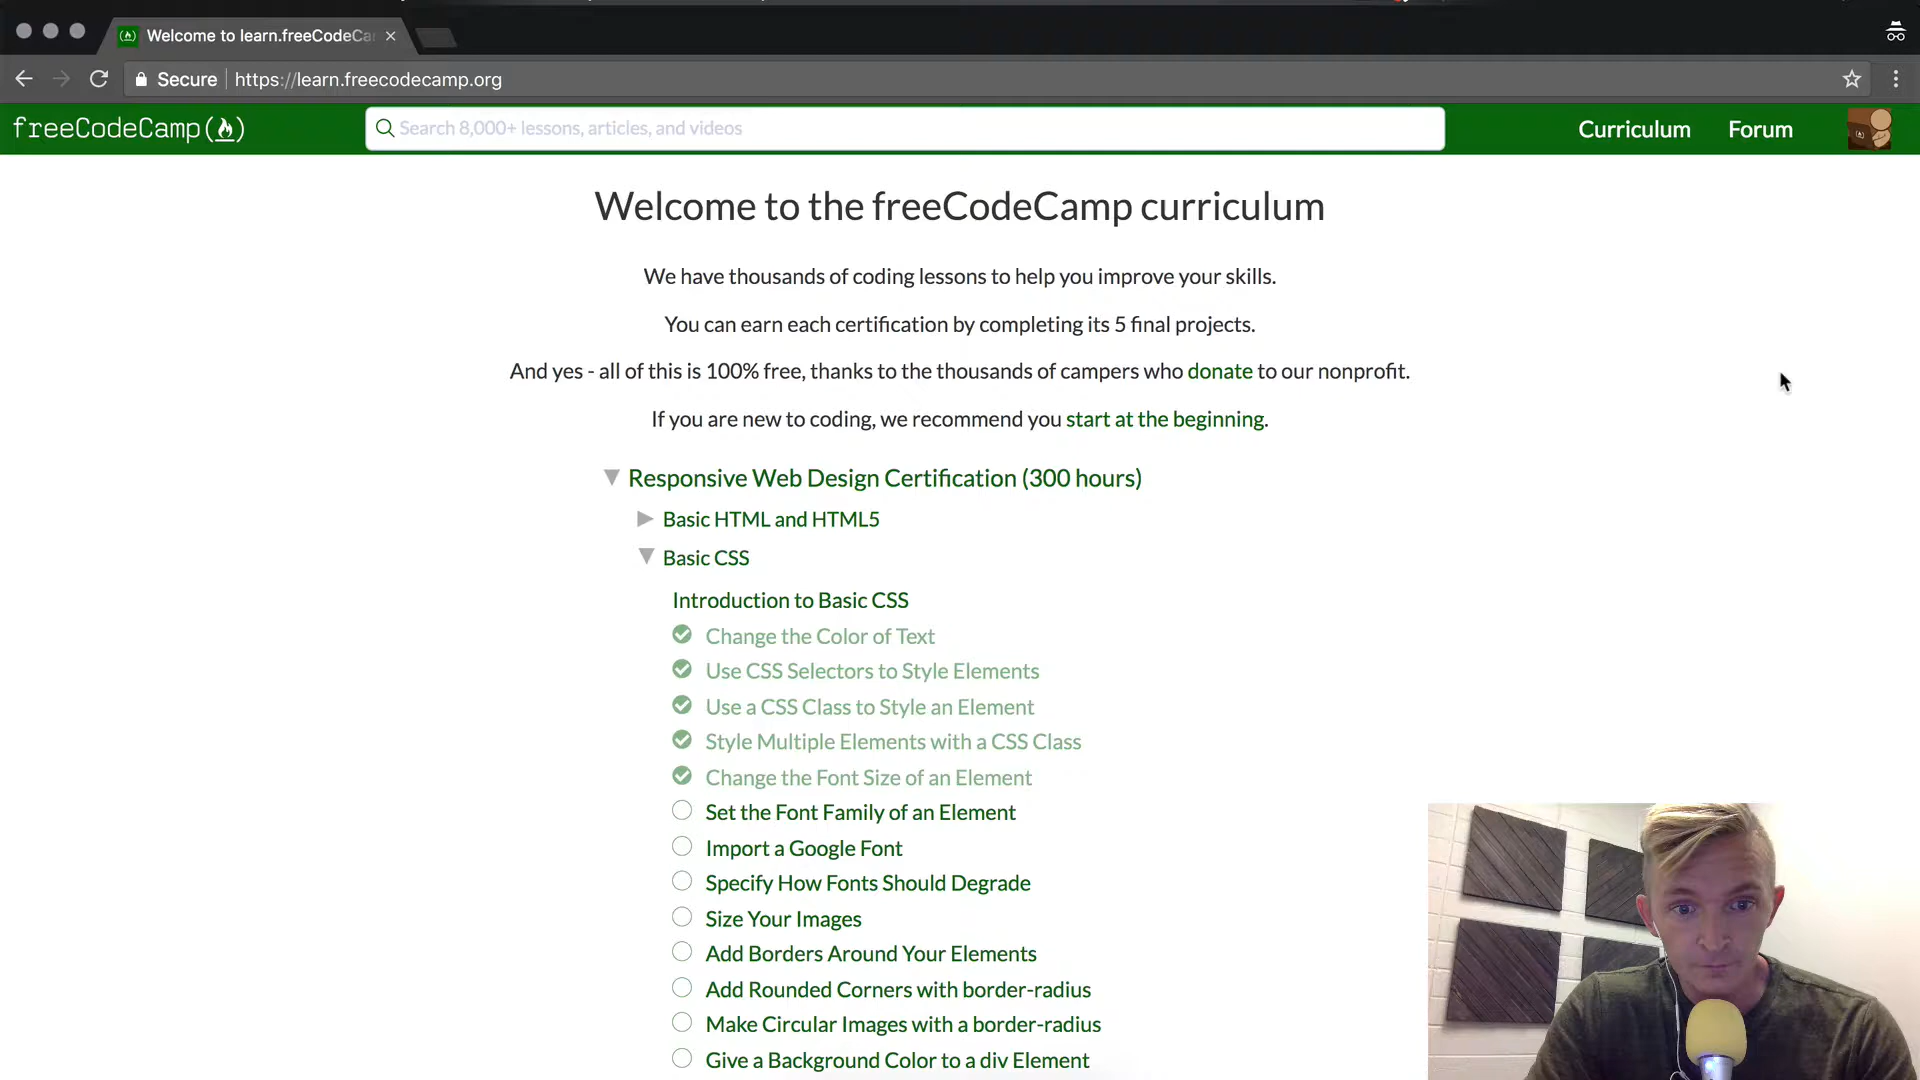 Welcome to learn.freeCodeCa
Secure https://learn.freecodecamp.org
freeCodeCamp
Search 8,000+ lessons, articles, and videos
Curriculum
Forum
Welcome to the freeCodeCamp curriculum
We have thousands of coding lessons to help you improve your skills.
You can earn each certification by completing its 5 final projects.
And yes - all of this is 100% free, thanks to the thousands of campers who donate to our nonprofit.
If you are new to coding, we recommend you start at the beginning.
Responsive Web Design Certification (300 hours)
Basic HTML and HTML5
Basic CSS
Introduction to Basic CSS
Change the Color of Text
Use CSS Selectors to Style Elements
Use a CSS Class to Style an Element
Style Multiple Elements with a CSS Class
Change the Font Size of an Element
Set the Font Family of an Element
Import a Google Font
Specify How Fonts Should Degrade
Size Your Images
Add Borders Around Your Elements
Add Rounded Corners with border-radius
Make Circular Images with a border-radius
Give a Background Color to a div Element